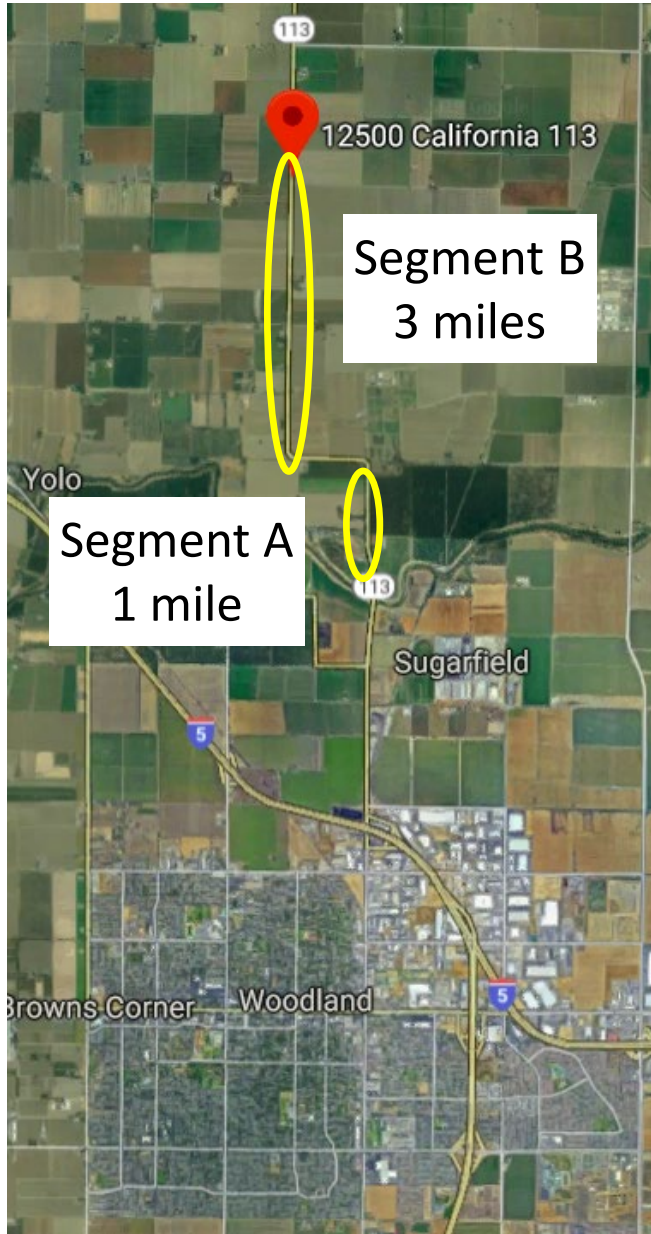 113
12500 California 113
Segment B
3 miles
Yolo
Segment A
1 mile
113
Sugarfield
5
Browns Corner
Woodland
5